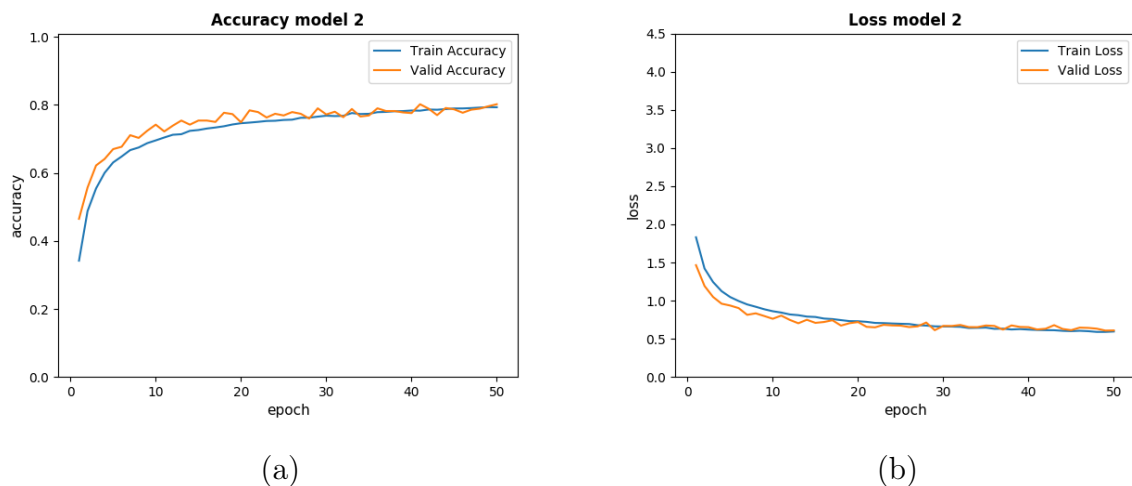 Accuracy model 2
1.0
0.8
0.6
0.4
0.2
0.0
accuracy
Train Accuracy
Valid Accuracy
0 10 20 30 40 50
epoch
(a)
Loss model 2
4.5
4.0
3.5
3.0
2.5
2.0
1.5
1.0
0.5
0.0
loss
Train Loss
Valid Loss
0 10 20 30 40 50
epoch
(b)